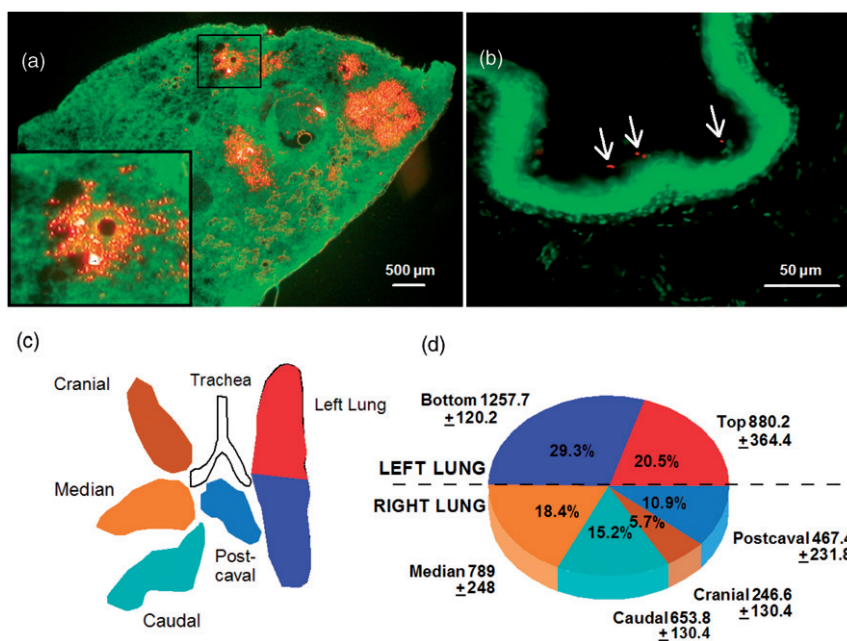 (a)
500 µm
(b)
50 µm
(c)
Cranial
Trachea
Left Lung
Median
Post-
caval
Caudal
(d)
Bottom 1257.7
±120.2
Top 880.2
±364.4
29.3%
20.5%
LEFT LUNG
RIGHT LUNG
18.4%
15.2%
5.7%
10.9%
Postcaval 467.4
±231.8
Median 789
±248
Cranial 246.6
±130.4
Caudal 653.8
±130.4